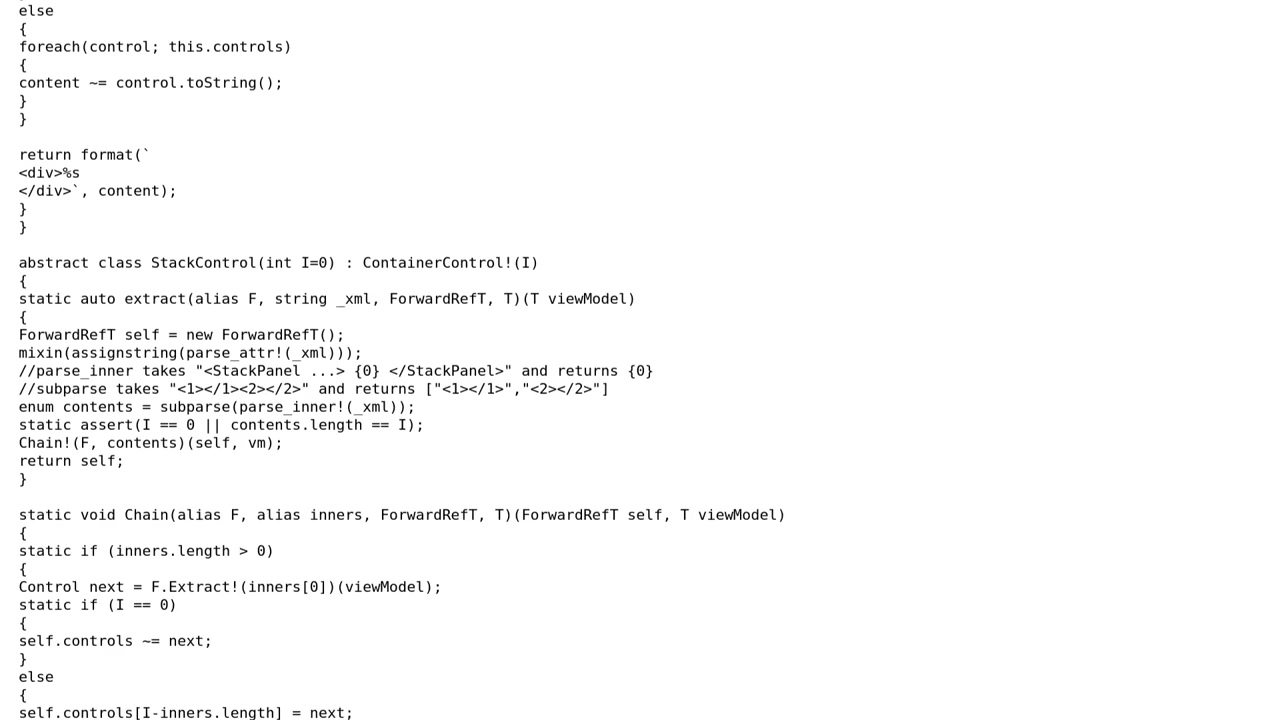 else
{
foreach(control; this.controls)
{
content ~= control.toString();
}
}
return format(`
<div>%s
</div>`, content);
}
}
abstract class StackControl(int I=0) : ContainerControl!(I)
{
static auto extract(alias F, string _xml, ForwardRefT, T)(T viewModel)
{
ForwardRefT self = new ForwardRefT();
mixin(assignstring(parse_attr!(_xml)));
//parse_inner takes "<StackPanel ...> {0} </StackPanel>" and returns {0}
//subparse takes "<1></1><2></2>" and returns ["<1></1>","<2></2>"]
enum contents = subparse(parse_inner!(_xml));
static assert(I == 0 || contents.length == I);
Chain!(F, contents)(self, vm);
return self;
}
static void Chain(alias F, alias inners, ForwardRefT, T)(ForwardRefT self, T viewModel)
{
static if (inners.length > 0)
{
Control next = F.Extract!(inners[0])(viewModel);
static if (I == 0)
{
self.controls ~= next;
}
else
{
self.controls[I-inners.length] = next;